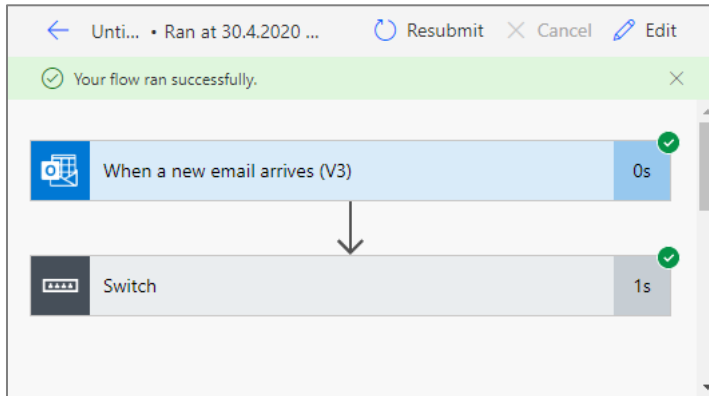 Unti... • Ran at 30.4.2020 ... Resubmit Cancel Edit
Your flow ran successfully.
When a new email arrives (V3) 0s
Switch 1s